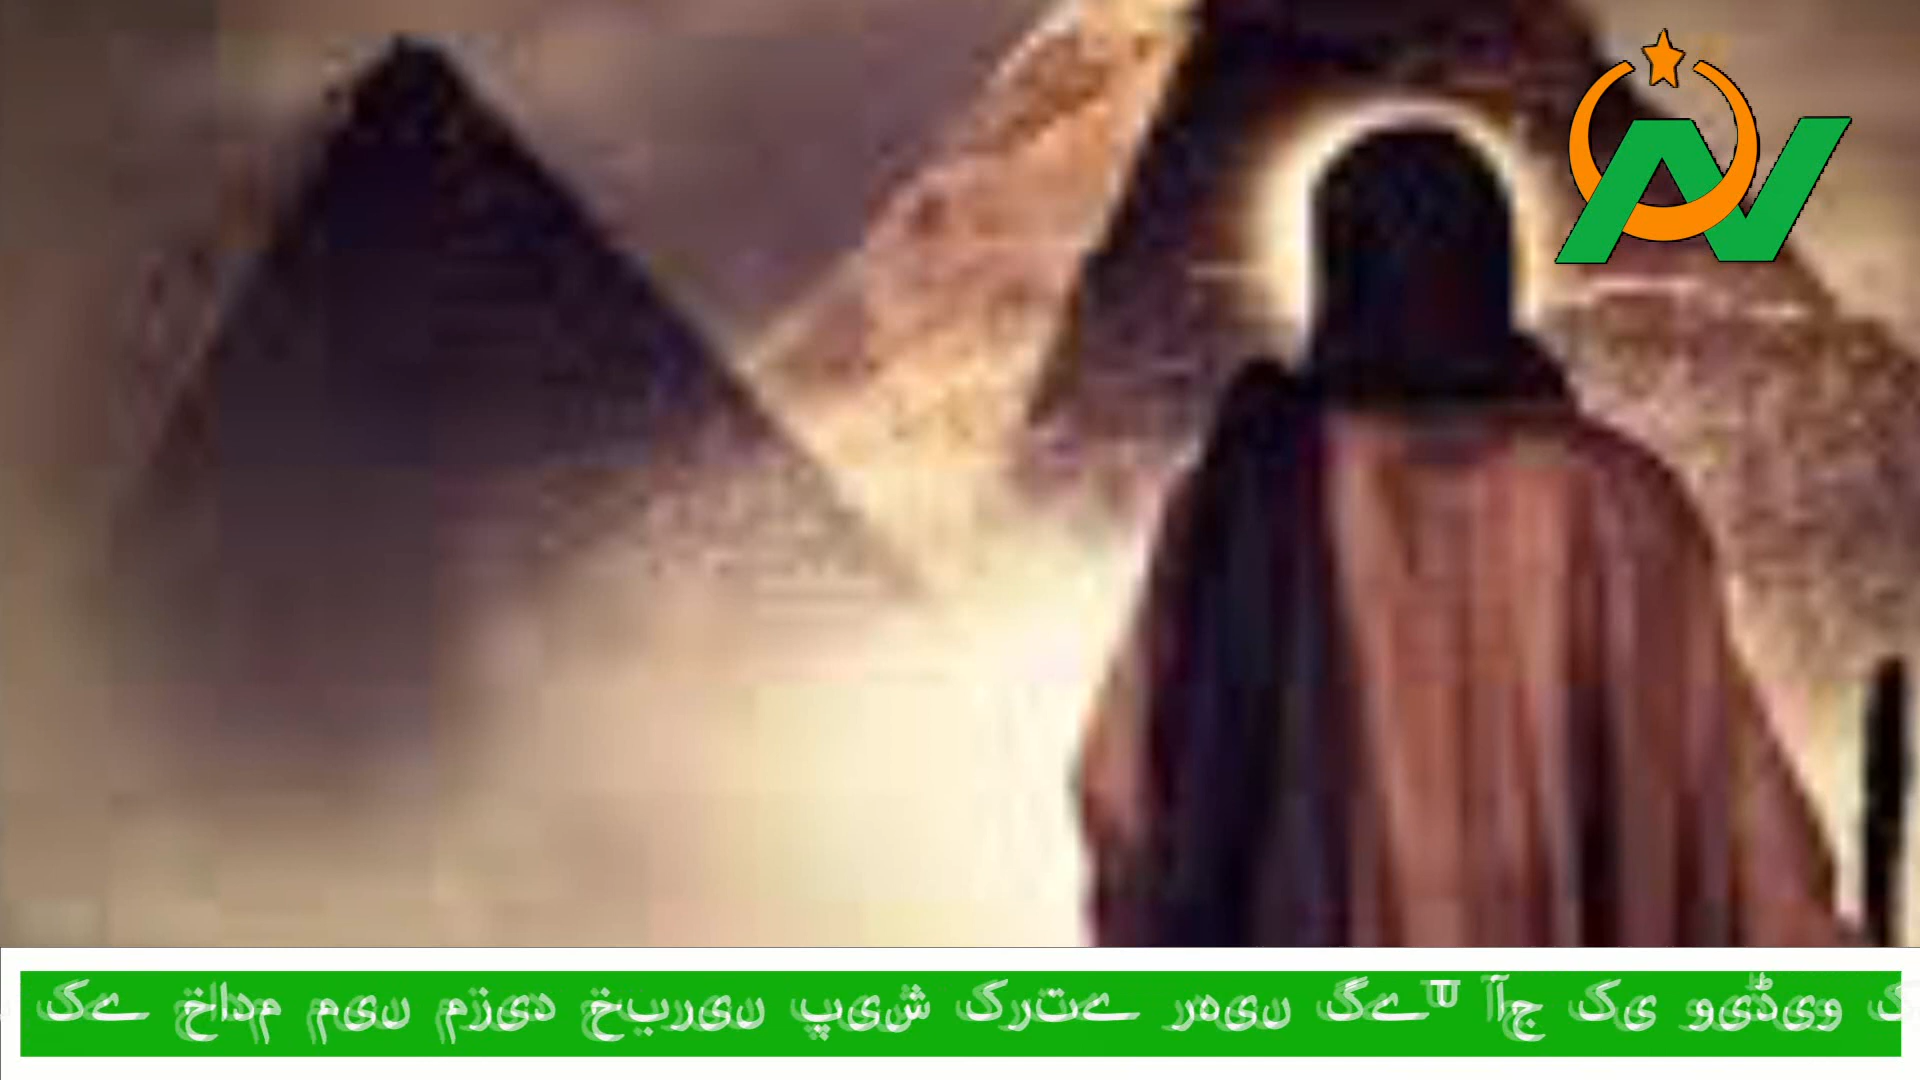 کے خادم میں مزید خبریں پیش کرتے رہیں گے آج کی ویڈیو